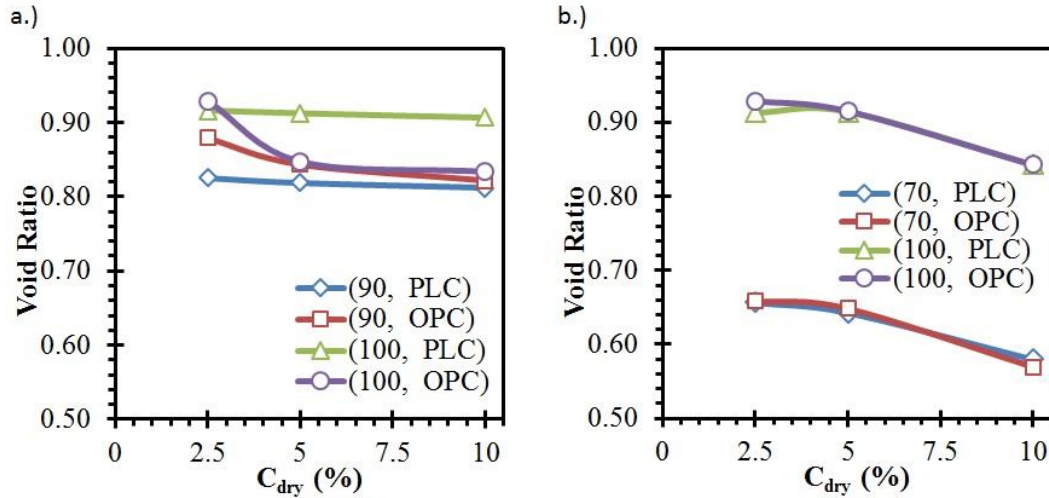 a.)
1.00
0.90
0.80
0.70
0.60
0.50
Void Ratio
(90, PLC)
(90, OPC)
(100, PLC)
(100, OPC)
0 2.5 5 7.5 10
Cdry (%)
b.)
1.00
0.90
0.80
0.70
0.60
0.50
Void Ratio
(70, PLC)
(70, OPC)
(100, PLC)
(100, OPC)
0 2.5 5 7.5 10
Cdry (%)